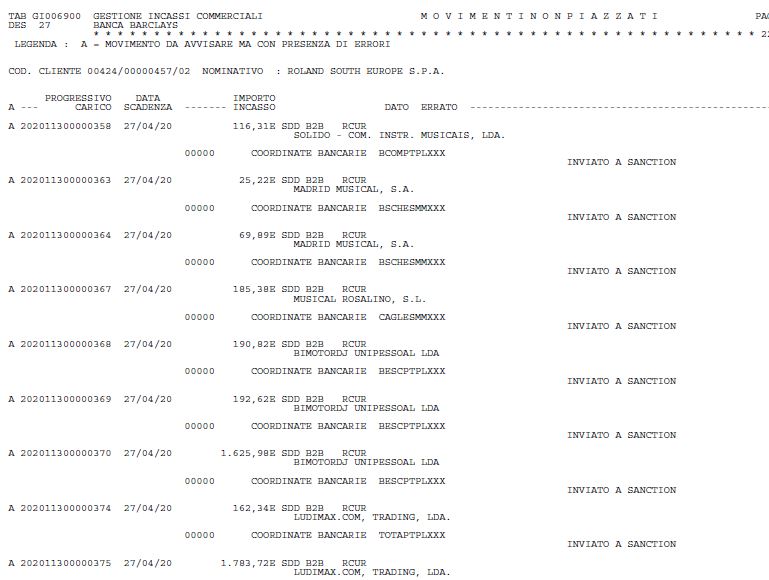 TAB GI006900 GESTIONE INCASSI COMMERCIALI M O V I M E N T I N O N P I A Z Z A T I
DES 27 BANCA BARCLAYS
* * * * * * * * * * * * * * * * * * * * * * * * * * * * * * * * * * * * * * * * * * * * * * * * * * * * * * *
LEGENDA : A = MOVIMENTO DA AVVISARE MA CON PRESENZA DI ERRORI
COD. CLIENTE 00424/00000457/02 NOMINATIVO : ROLAND SOUTH EUROPE S.P.A.
PROGRESSIVO DATA IMPORTO
A --- CARICO SCADENZA ------- INCASSO DATO ERRATO --------------------------------------------------
A 202011300000358 27/04/20 116,31E SDD B2B RCUR
SOLIDO - COM. INSTR. MUSICAIS, LDA.
00000 COORDINATE BANCARIE BCOMPTPLXXX
INVIATO A SANCTION
A 202011300000363 27/04/20 25,22E SDD B2B RCUR
MADRID MUSICAL, S.A.
00000 COORDINATE BANCARIE BSCHESMMXXX
INVIATO A SANCTION
A 202011300000364 27/04/20 69,89E SDD B2B RCUR
MADRID MUSICAL, S.A.
00000 COORDINATE BANCARIE BSCHESMMXXX
INVIATO A SANCTION
A 202011300000367 27/04/20 185,38E SDD B2B RCUR
MUSICAL ROSALINO, S.L.
00000 COORDINATE BANCARIE CAGLESMMXXX
INVIATO A SANCTION
A 202011300000368 27/04/20 190,82E SDD B2B RCUR
BIMOTORDJ UNIPESSOAL LDA
00000 COORDINATE BANCARIE BESCPTPLXXX
INVIATO A SANCTION
A 202011300000369 27/04/20 192,62E SDD B2B RCUR
BIMOTORDJ UNIPESSOAL LDA
00000 COORDINATE BANCARIE BESCPTPLXXX
INVIATO A SANCTION
A 202011300000370 27/04/20 1.625,98E SDD B2B RCUR
BIMOTORDJ UNIPESSOAL LDA
00000 COORDINATE BANCARIE BESCPTPLXXX
INVIATO A SANCTION
A 202011300000374 27/04/20 162,34E SDD B2B RCUR
LUDIMAX.COM, TRADING, LDA.
00000 COORDINATE BANCARIE TOTAPTPLXXX
INVIATO A SANCTION
A 202011300000375 27/04/20 1.783,72E SDD B2B RCUR
LUDIMAX.COM, TRADING, LDA.